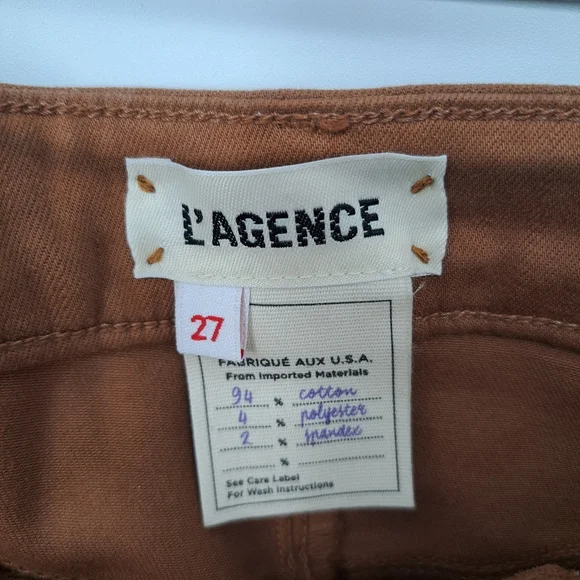 L'AGENCE
27
FABRIQUÉ AUX U.S.A.
From Imported Materials
94 % cotton
4 % polyester
2 % spandex
%
See Care Label
For Wash Instructions